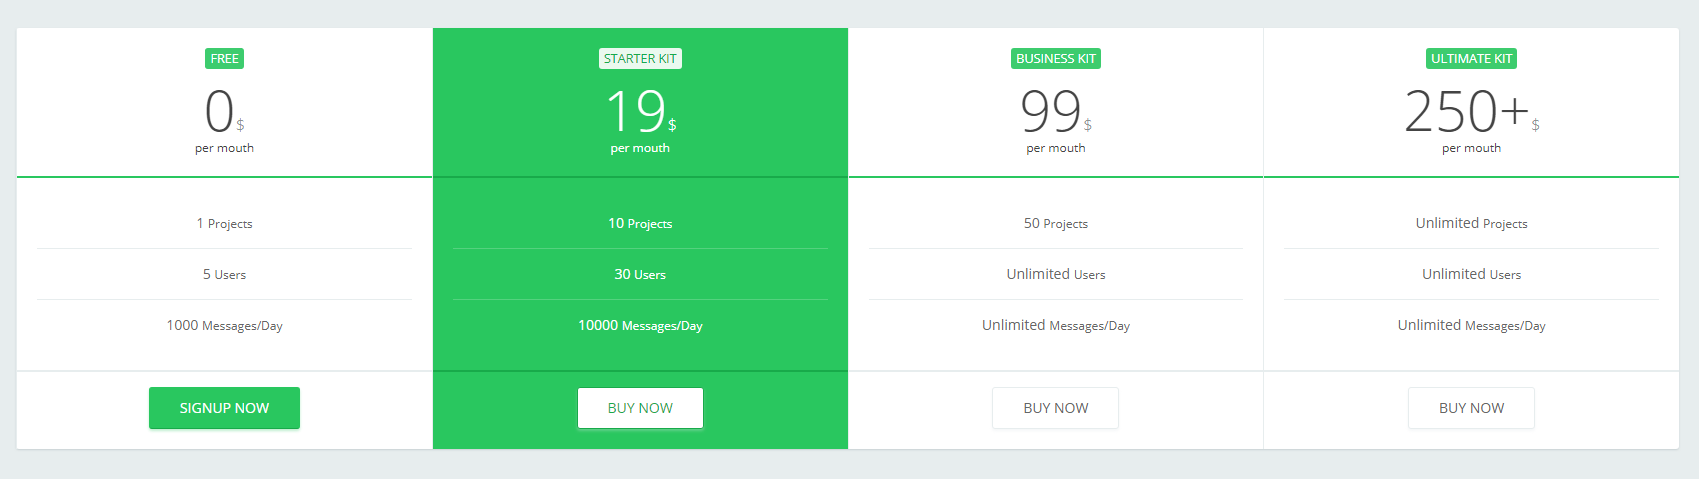 FREE
0$
per mouth
1 Projects
5 Users
1000 Messages/Day
SIGNUP NOW
STARTER KIT
19$
per mouth
10 Projects
30 Users
10000 Messages/Day
BUY NOW
BUSINESS KIT
99$
per mouth
50 Projects
Unlimited Users
Unlimited Messages/Day
BUY NOW
ULTIMATE KIT
250+$
per mouth
Unlimited Projects
Unlimited Users
Unlimited Messages/Day
BUY NOW